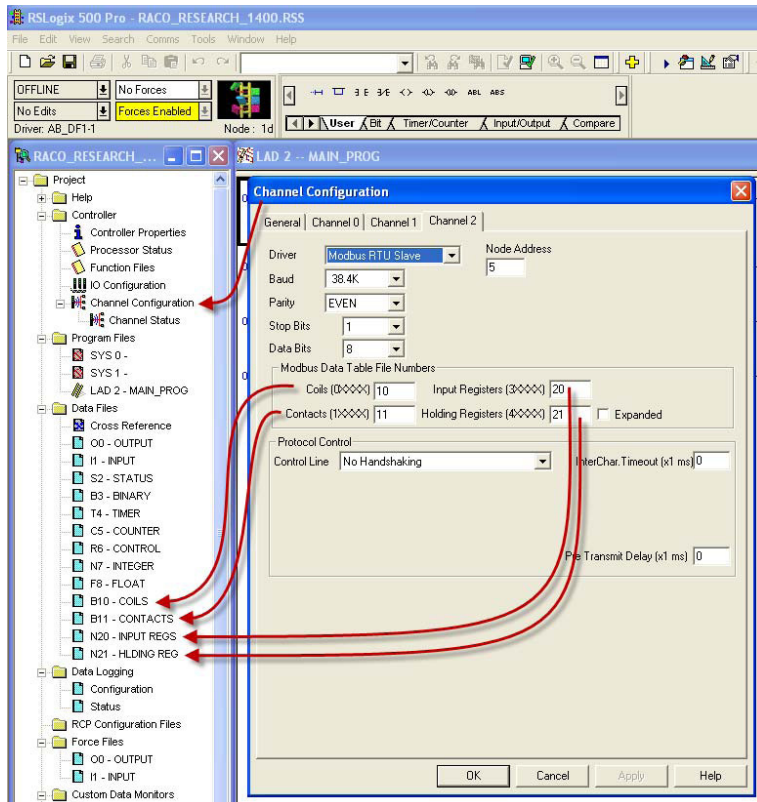 RSLogix 500 Pro - RACO_RESEARCH_1400.RSS
File Edit View Search Comms Tools Window Help
OFFLINE No Forces
No Edits Forces Enabled
Driver: AB_DF1-1 Node : 1d
ABL ABS
User Bit Timer/Counter Input/Output Compare
RACO_RESEARCH_...
Project
Help
Controller
Controller Properties
Processor Status
Function Files
IO Configuration
Channel Configuration
Channel Status
Program Files
SYS 0 -
SYS 1 -
LAD 2 - MAIN_PROG
Data Files
Cross Reference
O0 - OUTPUT
I1 - INPUT
S2 - STATUS
B3 - BINARY
T4 - TIMER
C5 - COUNTER
R6 - CONTROL
N7 - INTEGER
F8 - FLOAT
B10 - COILS
B11 - CONTACTS
N20 - INPUT REGS
N21 - HLDING REG
Data Logging
Configuration
Status
RCP Configuration Files
Force Files
O0 - OUTPUT
I1 - INPUT
Custom Data Monitors
LAD 2 -- MAIN_PROG
Channel Configuration
General Channel 0 Channel 1 Channel 2
Driver Modbus RTU Slave Node Address
5
Baud 38.4K
Parity EVEN
Stop Bits 1
Data Bits 8
Modbus Data Table File Numbers
Coils (0XXXX) 10 Input Registers (3XXXX) 20
Contacts (1XXXX) 11 Holding Registers (4XXXX) 21 Expanded
Protocol Control
Control Line No Handshaking InterChar. Timeout (x1 ms) 0
Pre Transmit Delay (x1 ms) 0
OK Cancel Apply Help